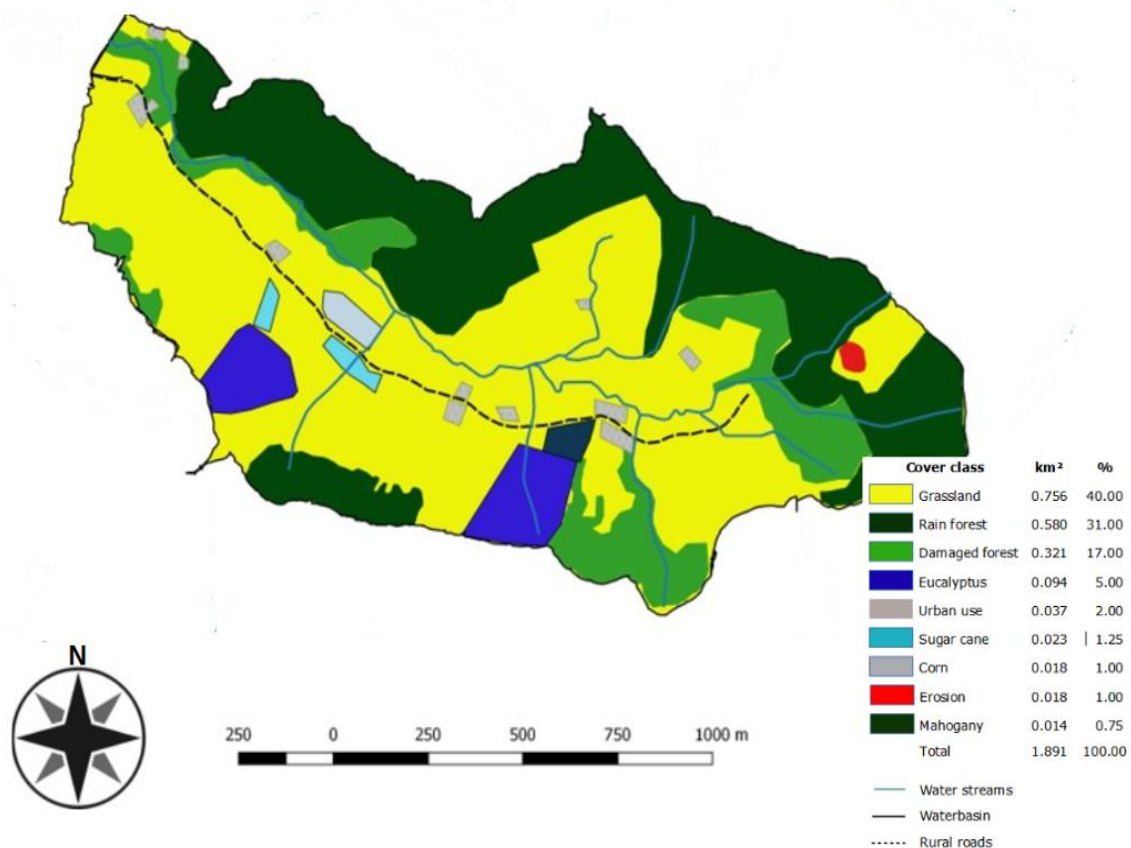 N
250 0 250 500 750 1000 m
Cover class km² %
Grassland 0.756 40.00
Rain forest 0.580 31.00
Damaged forest 0.321 17.00
Eucalyptus 0.094 5.00
Urban use 0.037 2.00
Sugar cane 0.023 | 1.25
Corn 0.018 1.00
Erosion 0.018 1.00
Mahogany 0.014 0.75
Total 1.891 100.00
Water streams
Waterbasin
Rural roads